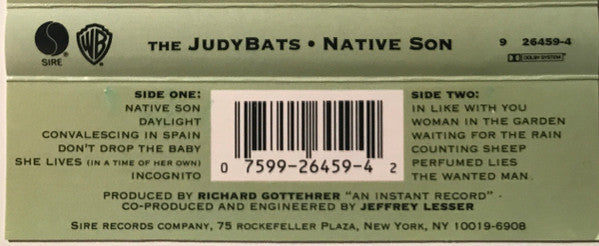 SIRE
WB
THE JUDYBATS • NATIVE SON
9 26459-4
DOLBY SYSTEM
SIDE ONE:
NATIVE SON
DAYLIGHT
CONVALESCING IN SPAIN
DON'T DROP THE BABY
SHE LIVES (IN A TIME OF HER OWN)
INCOGNITO
0 7599-26459-4 2
SIDE TWO:
IN LIKE WITH YOU
WOMAN IN THE GARDEN
WAITING FOR THE RAIN
COUNTING SHEEP
PERFUMED LIES
THE WANTED MAN
PRODUCED BY RICHARD GOTTEHRER "AN INSTANT RECORD" •
CO-PRODUCED AND ENGINEERED BY JEFFREY LESSER
SIRE RECORDS COMPANY, 75 ROCKEFELLER PLAZA, NEW YORK, NY 10019-6908